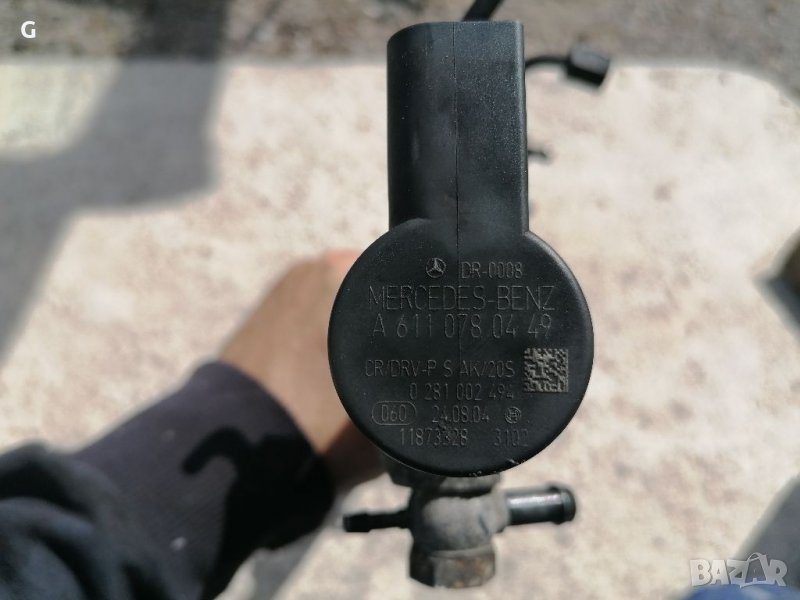 G
DR-0008
MERCEDES-BENZ
A 611 078 04 49
CR/DRV-P S AK/20S
0 281 002 494
060 24.08.04
11873328 3102
BAZAR